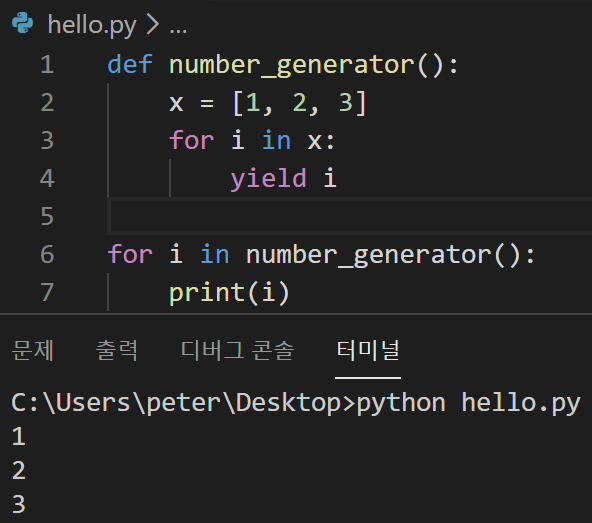 hello.py > ...
1 def number_generator():
2     x = [1, 2, 3]
3     for i in x:
4         yield i
5
6 for i in number_generator():
7     print(i)
문제 출력 디버그 콘솔 터미널
C:\Users\peter\Desktop>python hello.py
1
2
3